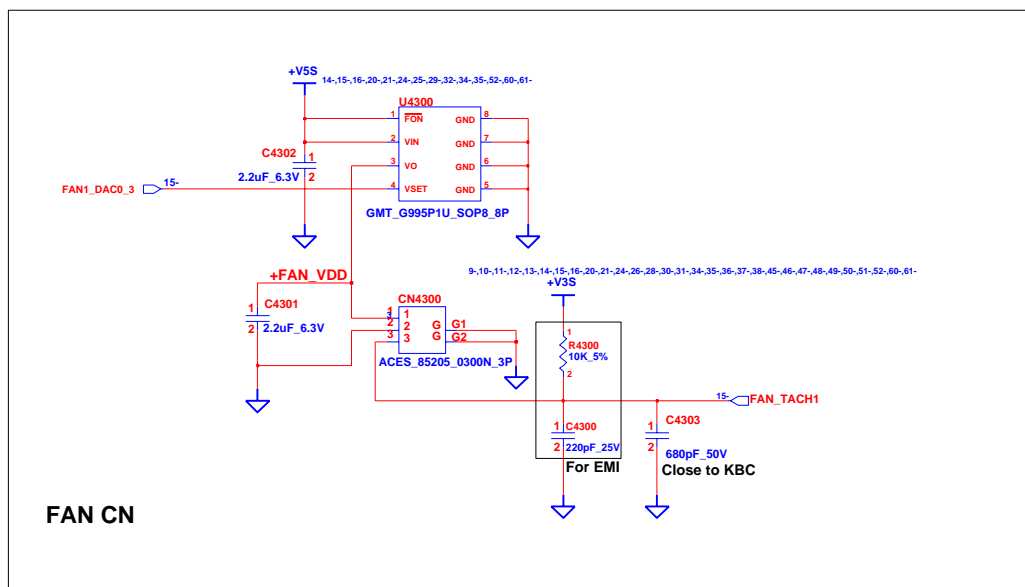 +V5S
14-,15-,16-,20-,21-,24-,25-,29-,32-,34-,35-,52-,60-,61-
U4300
1 FON GND 8
2 VIN GND 7
3 VO GND 6
4 VSET GND 5
GMT_G995P1U_SOP8_8P
C4302
1
2
2.2uF_6.3V
FAN1_DAC0_3 15-
+FAN_VDD
C4301
1
2
2.2uF_6.3V
CN4300
1 1
2 2
3 3
3
G G1
G G2
ACES_85205_0300N_3P
9-,10-,11-,12-,13-,14-,15-,16-,20-,21-,24-,26-,28-,30-,31-,34-,35-,36-,37-,38-,45-,46-,47-,48-,49-,50-,51-,52-,60-,61-
+V3S
1
R4300
10K_5%
2
15- FAN_TACH1
C4300
1
2
220pF_25V
For EMI
C4303
1
2
680pF_50V
Close to KBC
FAN CN